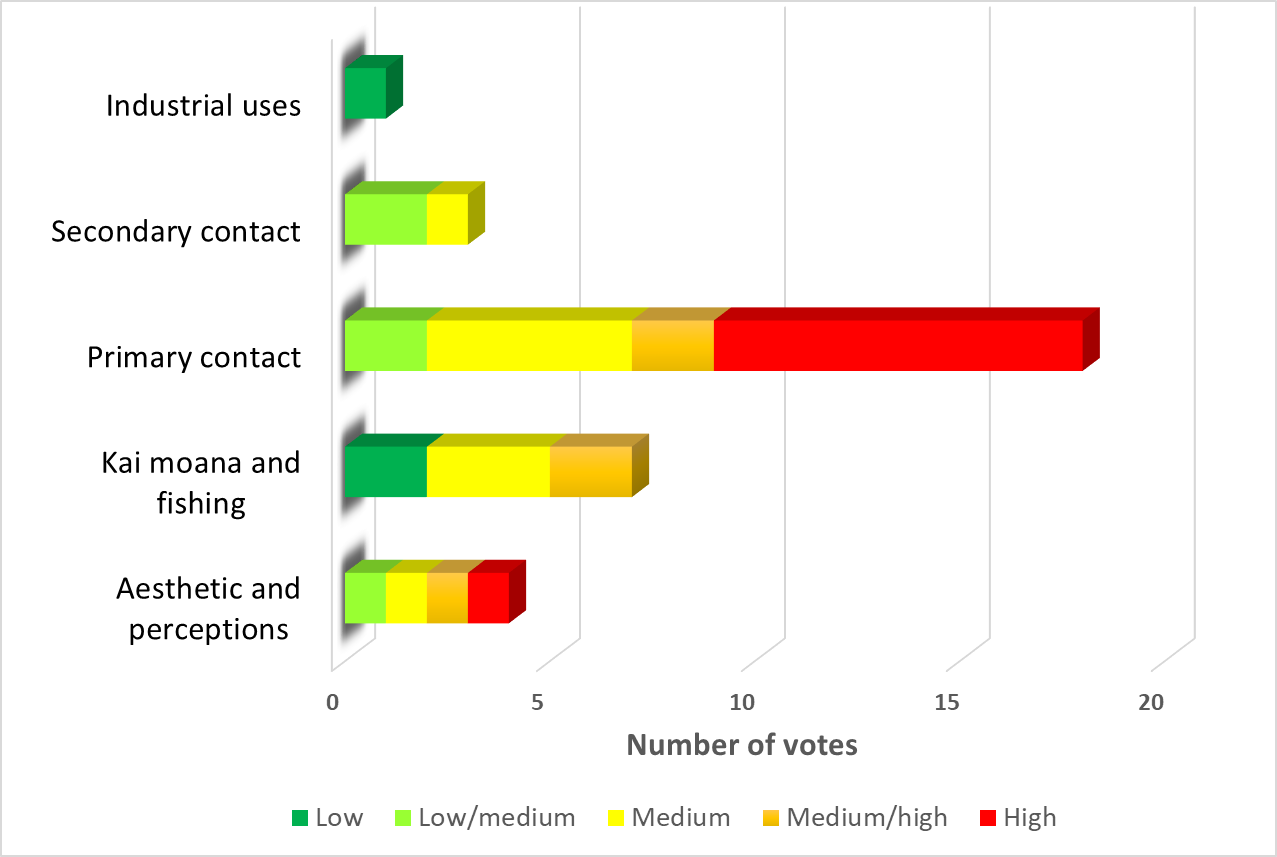 Industrial uses
Secondary contact
Primary contact
Kai moana and
fishing
Aesthetic and
perceptions
0 5 10 15 20
Number of votes
Low Low/medium Medium Medium/high High